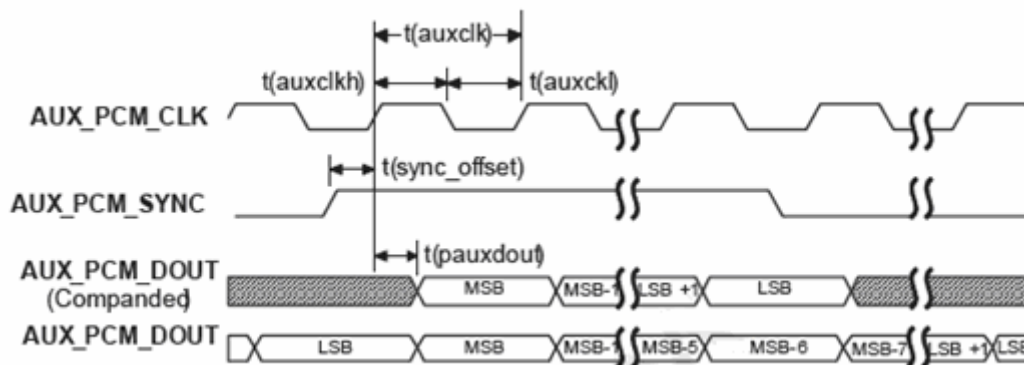 t(auxclk)
t(auxclkh) t(auxckl)
AUX_PCM_CLK
t(sync_offset)
AUX_PCM_SYNC
t(pauxdout)
AUX_PCM_DOUT
(Companded) MSB MSB-1 LSB +1 LSB
AUX_PCM_DOUT
LSB MSB MSB-1 MSB-5 MSB-6 MSB-7 LSB +1 LSB